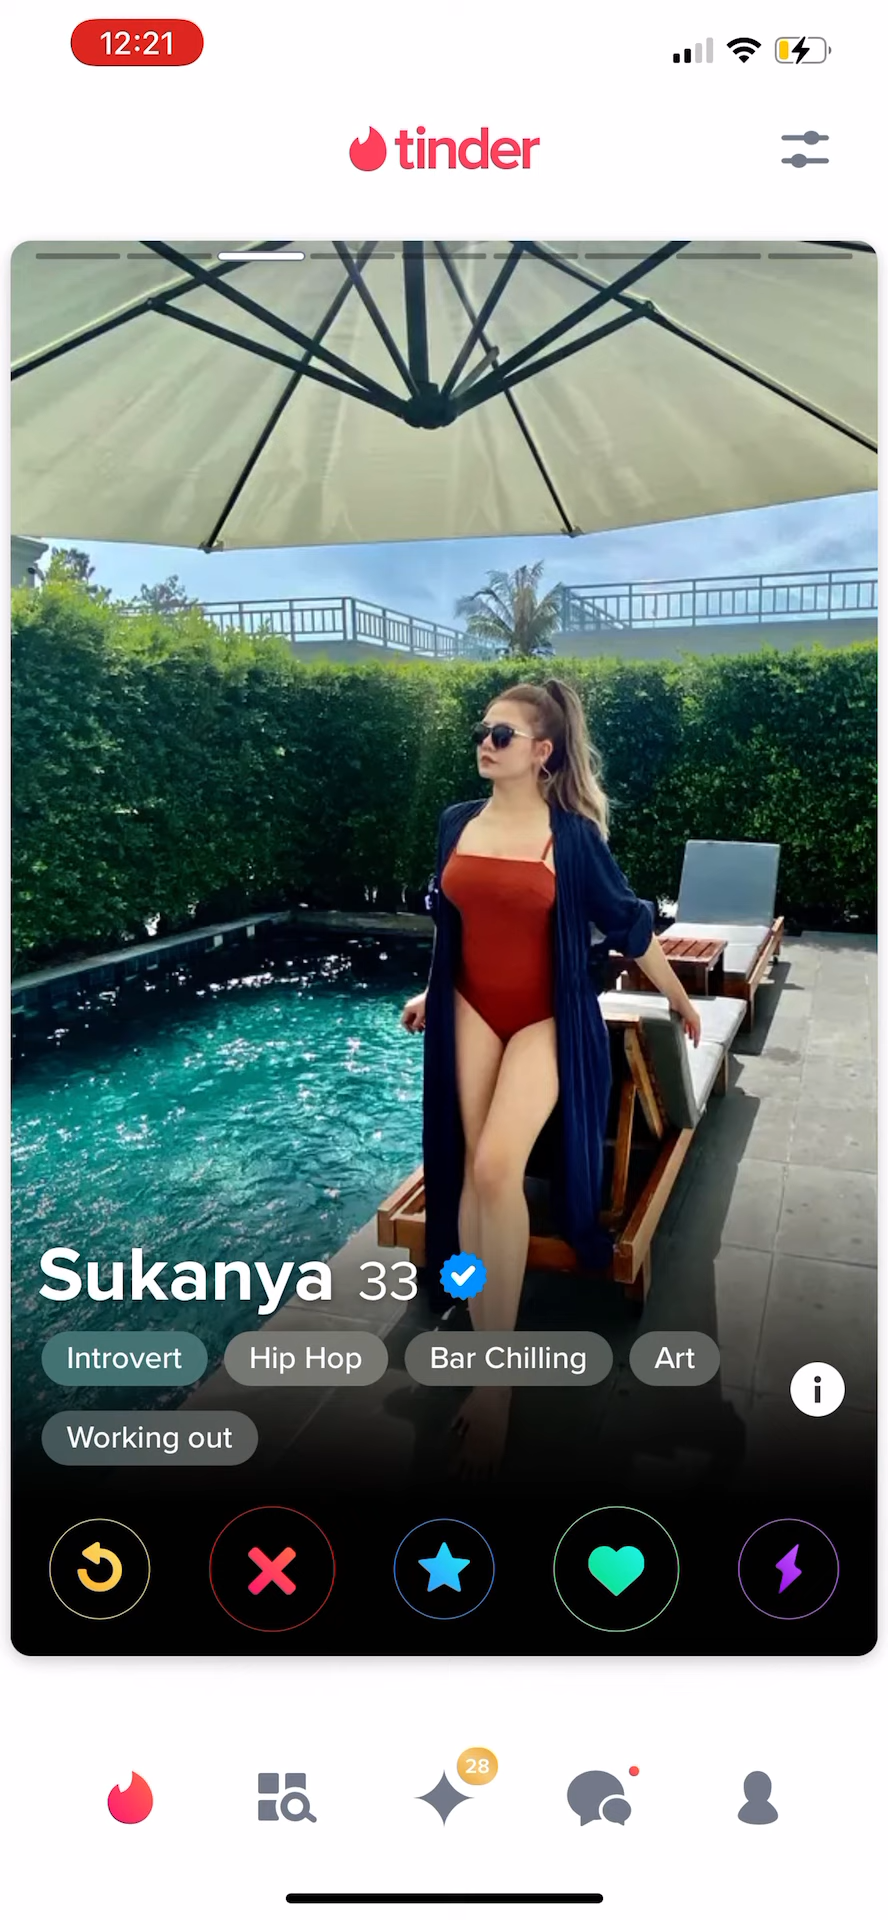 12:21
tinder
Sukanya 33
Introvert Hip Hop Bar Chilling Art
Working out
28